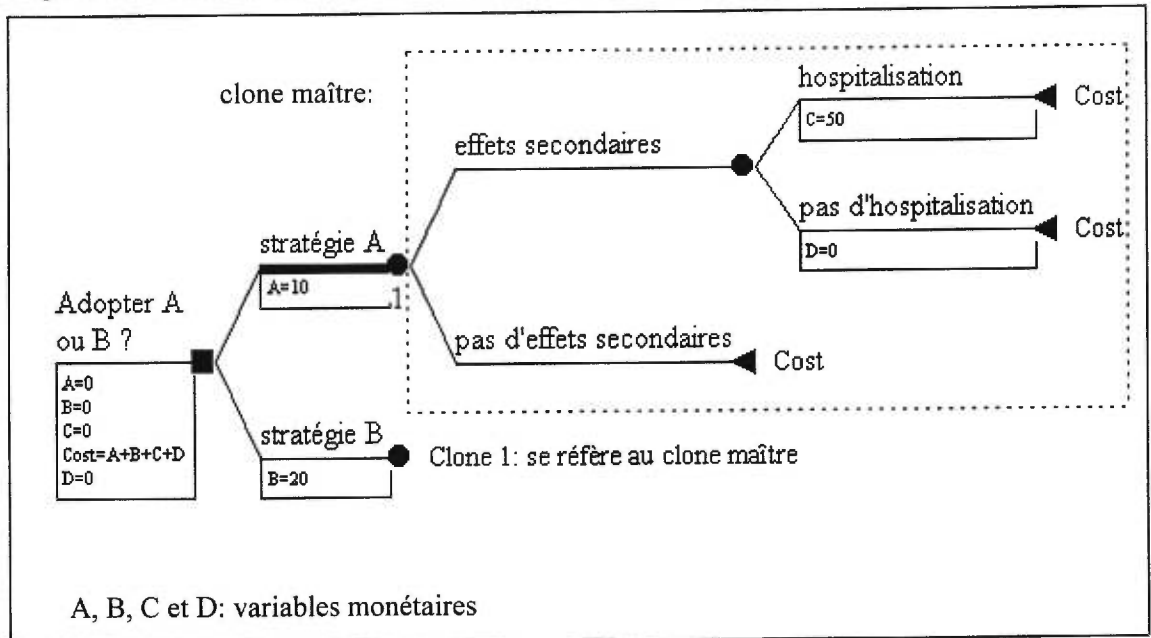 clone maître:
hospitalisation
Cost
C=50
effets secondaires
pas d'hospitalisation
Cost
D=0
stratégie A
A=10
1
Adopter A
ou B ?
pas d'effets secondaires
Cost
A=0
B=0
C=0
Cost=A+B+C+D
D=0
stratégie B
B=20
Clone 1: se réfère au clone maître
A, B, C et D: variables monétaires